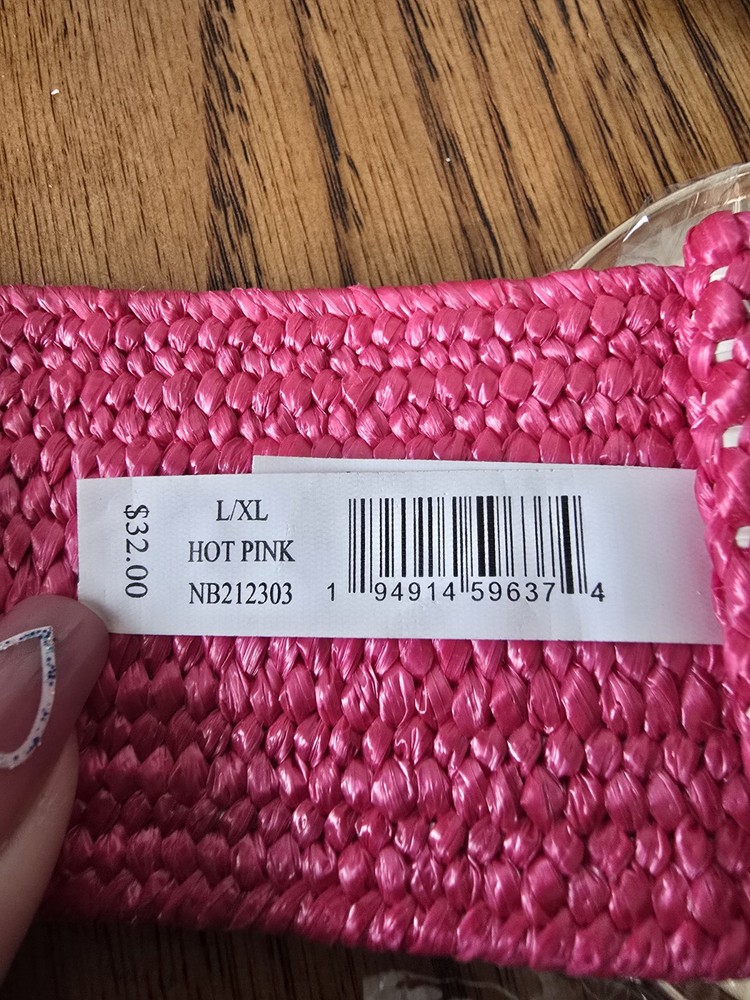 $32.00
L/XL
HOT PINK
NB212303
1 94914 59637 4